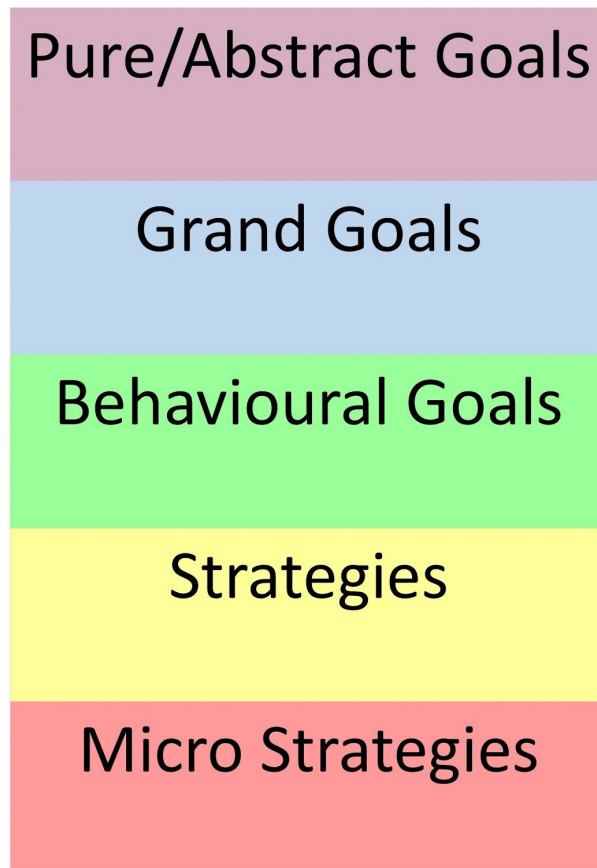 Pure/Abstract Goals
Grand Goals
Behavioural Goals
Strategies
Micro Strategies